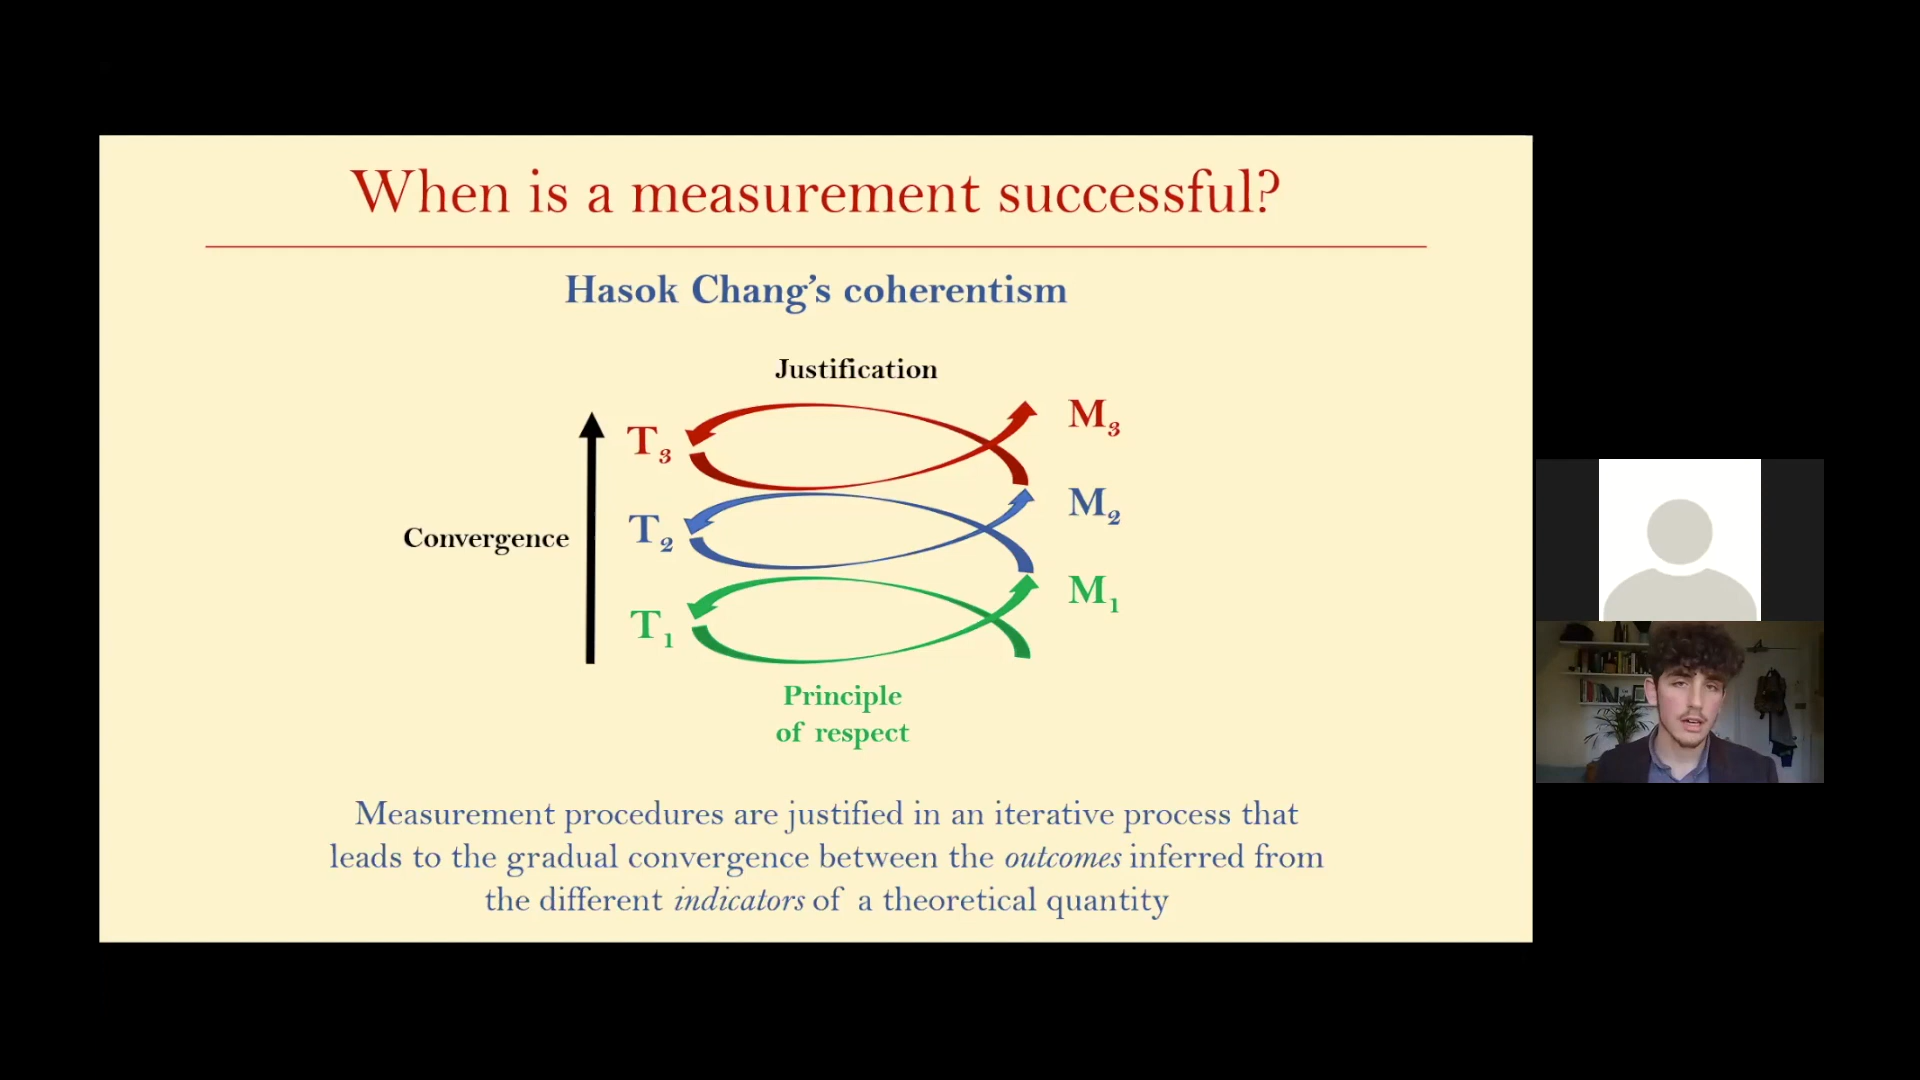 When is a measurement successful?
Hasok Chang’s coherentism
Justification
T3
M3
T2
M2
Convergence
T1
M1
Principle
of respect
Measurement procedures are justified in an iterative process that
leads to the gradual convergence between the outcomes inferred from
the different indicators of a theoretical quantity